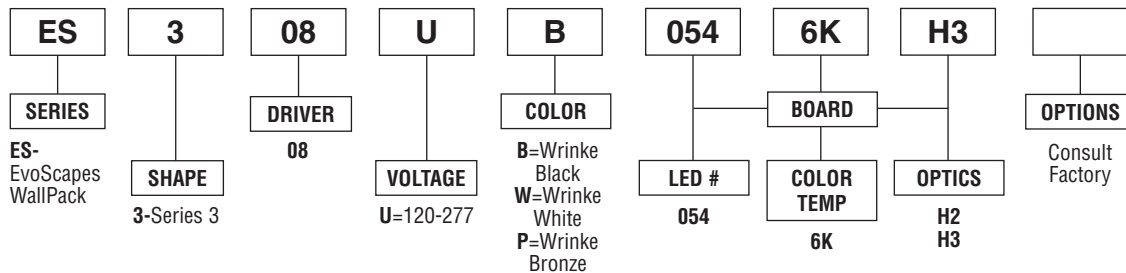 ES 3 08 U B 054 6K H3
SERIES
ES-
EvoScapes
WallPack
SHAPE
3-Series 3
DRIVER
08
VOLTAGE
U=120-277
COLOR
B=Wrinke
Black
W=Wrinke
White
P=Wrinke
Bronze
BOARD
LED #
054
COLOR
TEMP
6K
OPTICS
H2
H3
OPTIONS
Consult
Factory